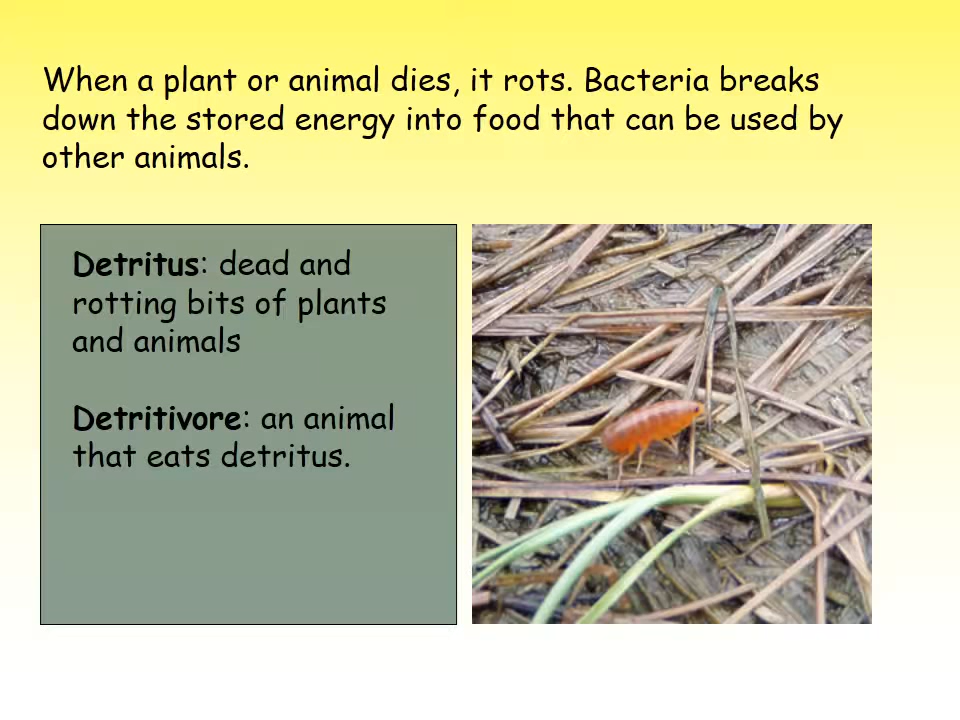 When a plant or animal dies, it rots. Bacteria breaks
down the stored energy into food that can be used by
other animals.
Detritus: dead and
rotting bits of plants
and animals
Detritivore: an animal
that eats detritus.